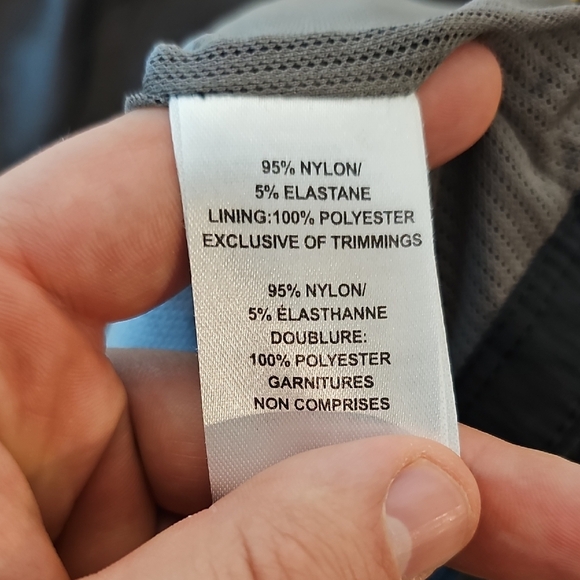 95% NYLON/
5% ELASTANE
LINING:100% POLYESTER
EXCLUSIVE OF TRIMMINGS
95% NYLON/
5% ÉLASTHANNE
DOUBLURE:
100% POLYESTER
GARNITURES
NON COMPRISES